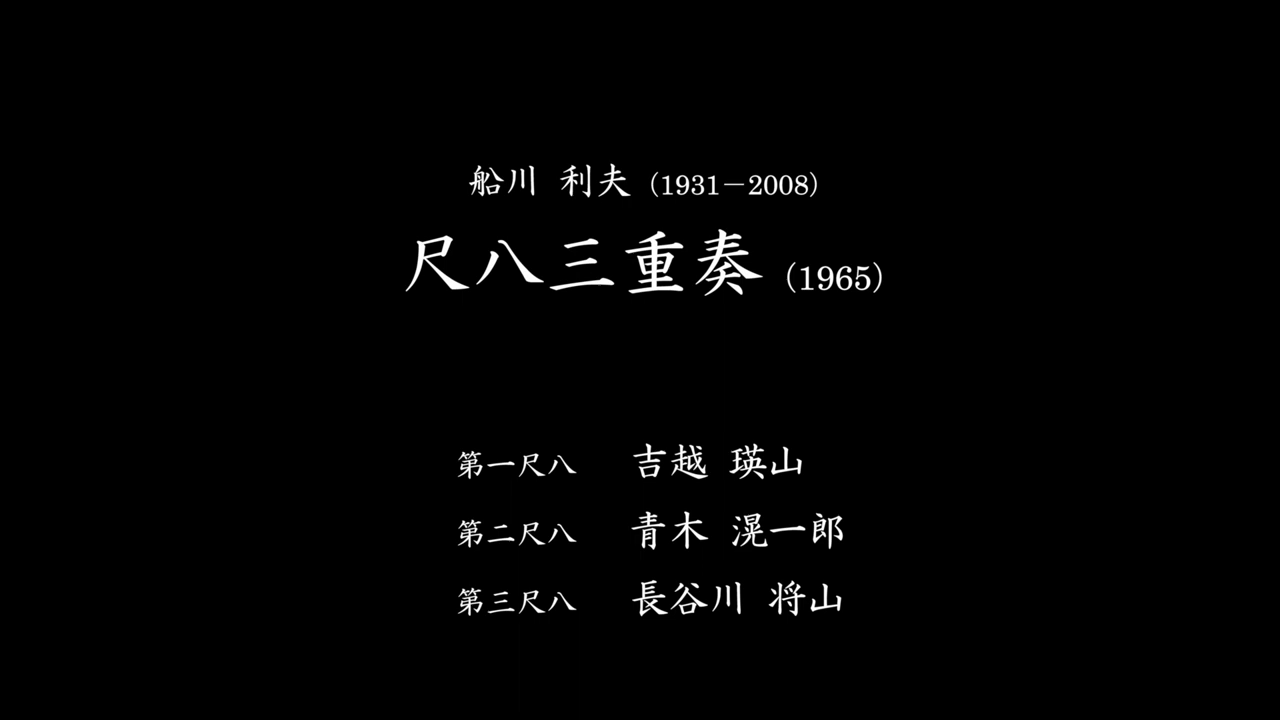 船川 利夫 (1931－2008)
尺八三重奏 (1965)
第一尺八 吉越 瑛山
第二尺八 青木 滉一郎
第三尺八 長谷川 将山